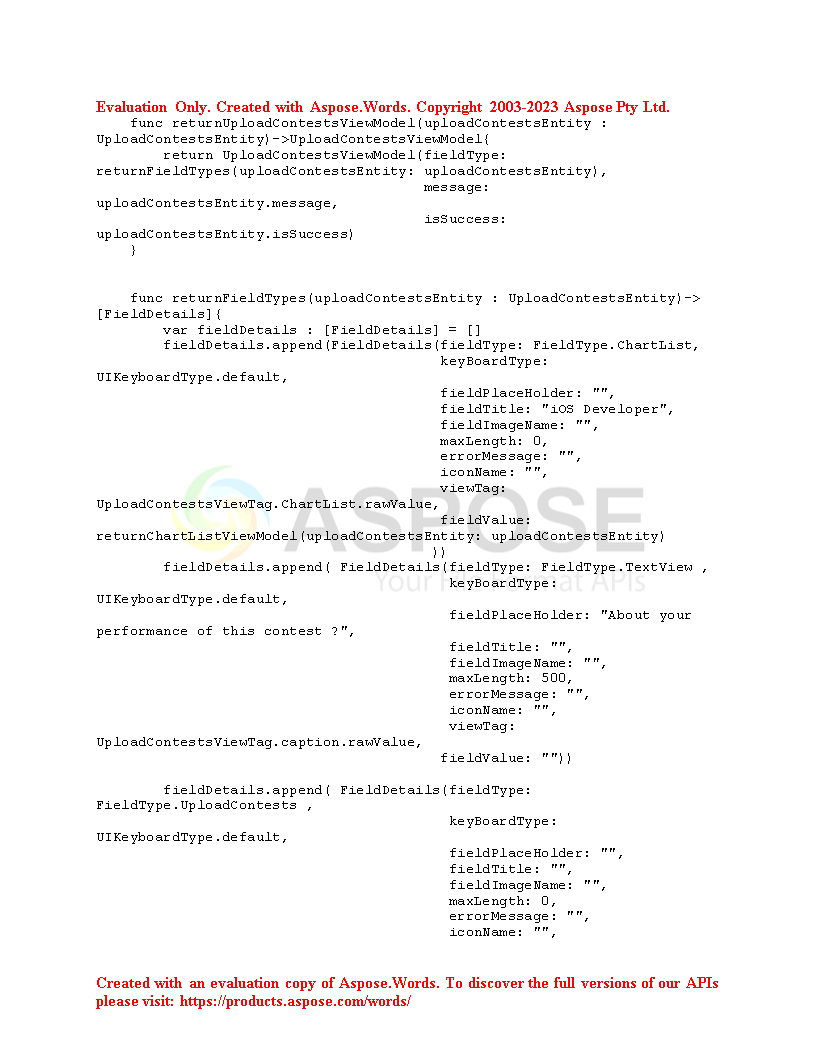 Evaluation Only. Created with Aspose.Words. Copyright 2003-2023 Aspose Pty Ltd.
func returnUploadContestsViewModel(uploadContestsEntity :
UploadContestsEntity)->UploadContestsViewModel{
return UploadContestsViewModel(fieldType:
returnFieldTypes(uploadContestsEntity: uploadContestsEntity),
message:
uploadContestsEntity.message,
isSuccess:
uploadContestsEntity.isSuccess)
}
func returnFieldTypes(uploadContestsEntity : UploadContestsEntity)->
[FieldDetails]{
var fieldDetails : [FieldDetails] = []
fieldDetails.append(FieldDetails(fieldType: FieldType.ChartList,
keyBoardType:
UIKeyboardType.default,
fieldPlaceHolder: "",
fieldTitle: "iOS Developer",
fieldImageName: "",
maxLength: 0,
errorMessage: "",
iconName: "",
viewTag:
UploadContestsViewTag.ChartList.rawValue,
fieldValue:
returnChartListViewModel(uploadContestsEntity: uploadContestsEntity)
))
fieldDetails.append( FieldDetails(fieldType: FieldType.TextView ,
keyBoardType:
UIKeyboardType.default,
fieldPlaceHolder: "About your
performance of this contest ?",
fieldTitle: "",
fieldImageName: "",
maxLength: 500,
errorMessage: "",
iconName: "",
viewTag:
UploadContestsViewTag.caption.rawValue,
fieldValue: ""))
fieldDetails.append( FieldDetails(fieldType:
FieldType.UploadContests ,
keyBoardType:
UIKeyboardType.default,
fieldPlaceHolder: "",
fieldTitle: "",
fieldImageName: "",
maxLength: 0,
errorMessage: "",
iconName: "",
ASPOSE
Your File Format APIs
Created with an evaluation copy of Aspose.Words. To discover the full versions of our APIs
please visit: https://products.aspose.com/words/